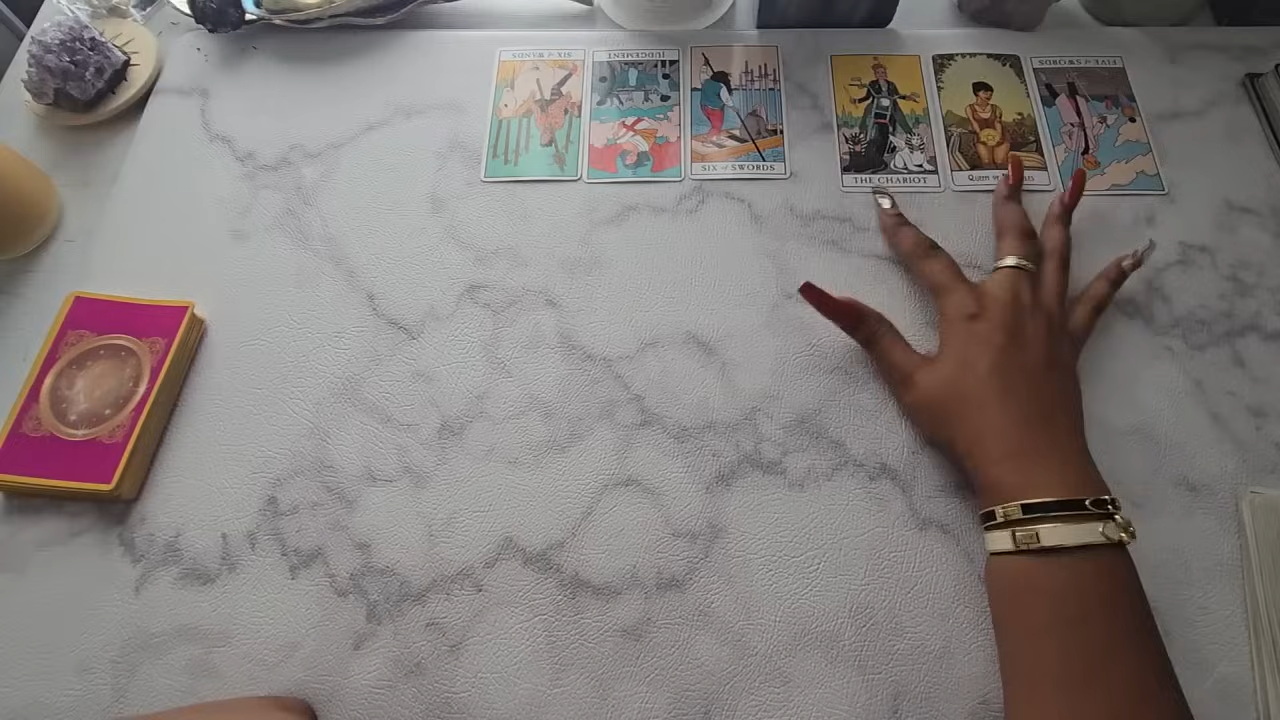 SIX of WANDS
JUDGEMENT
SIX of SWORDS
THE CHARIOT
QUEEN of
FIVE of SWORDS